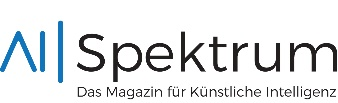 AI Spektrum
Das Magazin für Künstliche Intelligenz